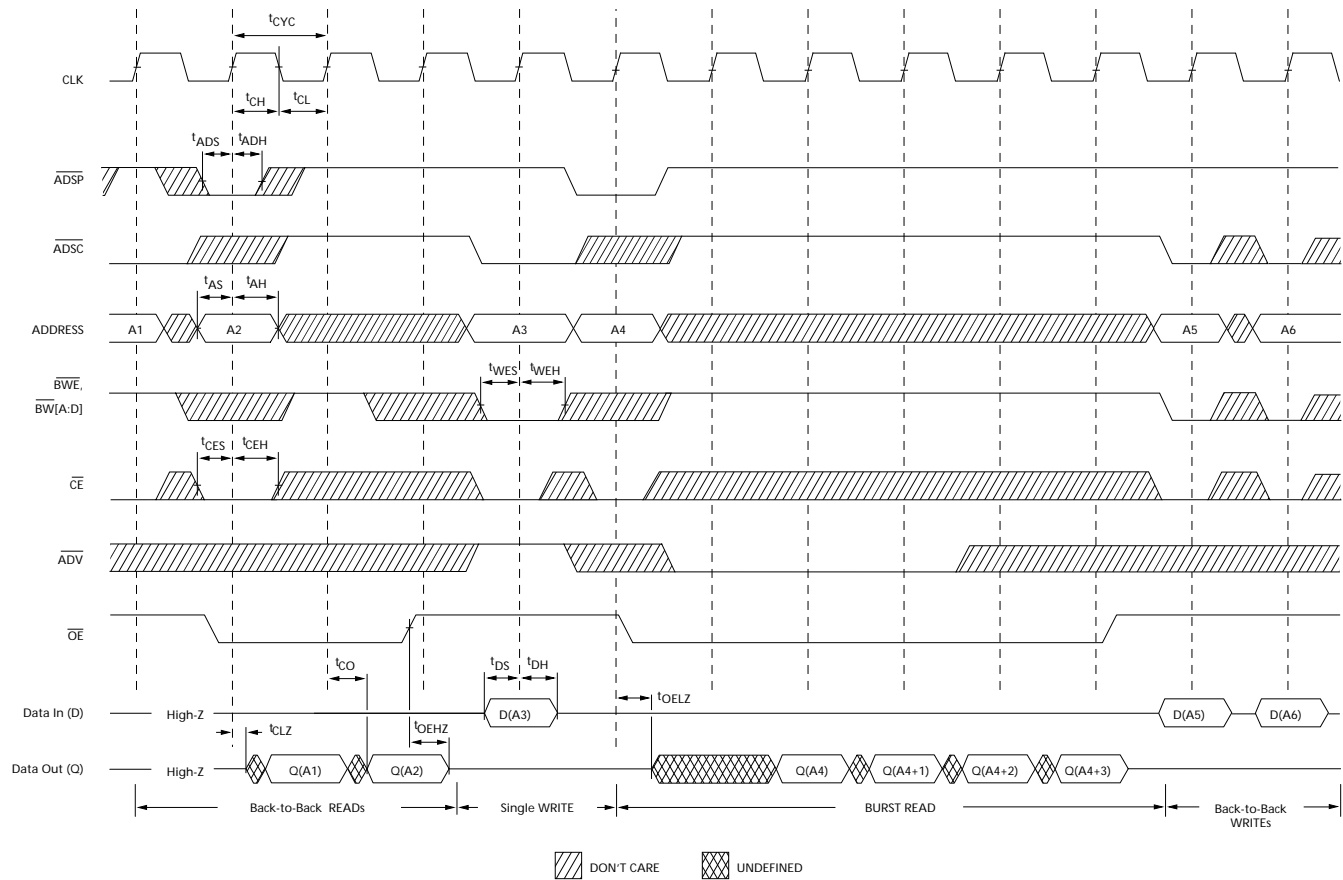 tCYC
CLK
tCH
tCL
tADS
tADH
ADSP
ADSC
tAS
tAH
ADDRESS
A1
A2
A3
A4
A5
A6
BWE,
BW[A:D]
tWES
tWEH
tCES
tCEH
CE
ADV
OE
tCO
tDS
tDH
tOELZ
Data In (D)
High-Z
D(A3)
D(A5)
D(A6)
tCLZ
tOEHZ
Data Out (Q)
High-Z
Q(A1)
Q(A2)
Q(A4)
Q(A4+1)
Q(A4+2)
Q(A4+3)
Back-to-Back READs
Single WRITE
BURST READ
Back-to-Back
WRITEs
DON'T CARE
UNDEFINED